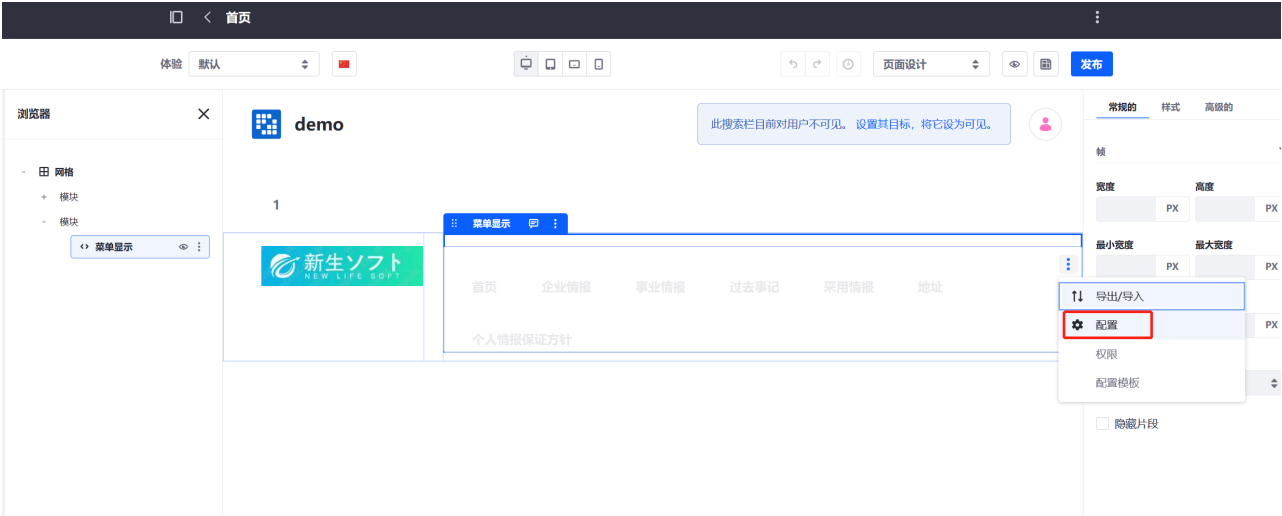 首页
体验 默认 页面设计 发布
浏览器
demo
此搜索栏目前对用户不可见。 设置其目标，将它设为可见。
常规的 样式 高级的
帧
网格
模块
模块
菜单显示
1
菜单显示
新生ソフト
NEW LIFE SOFT
首页 企业情报 事业情报 过去事记 采用情报 地址
个人情报保证方针
宽度 高度
PX PX
最小宽度 最大宽度
PX PX
导出/导入
配置
PX
权限
配置模板
隐藏片段